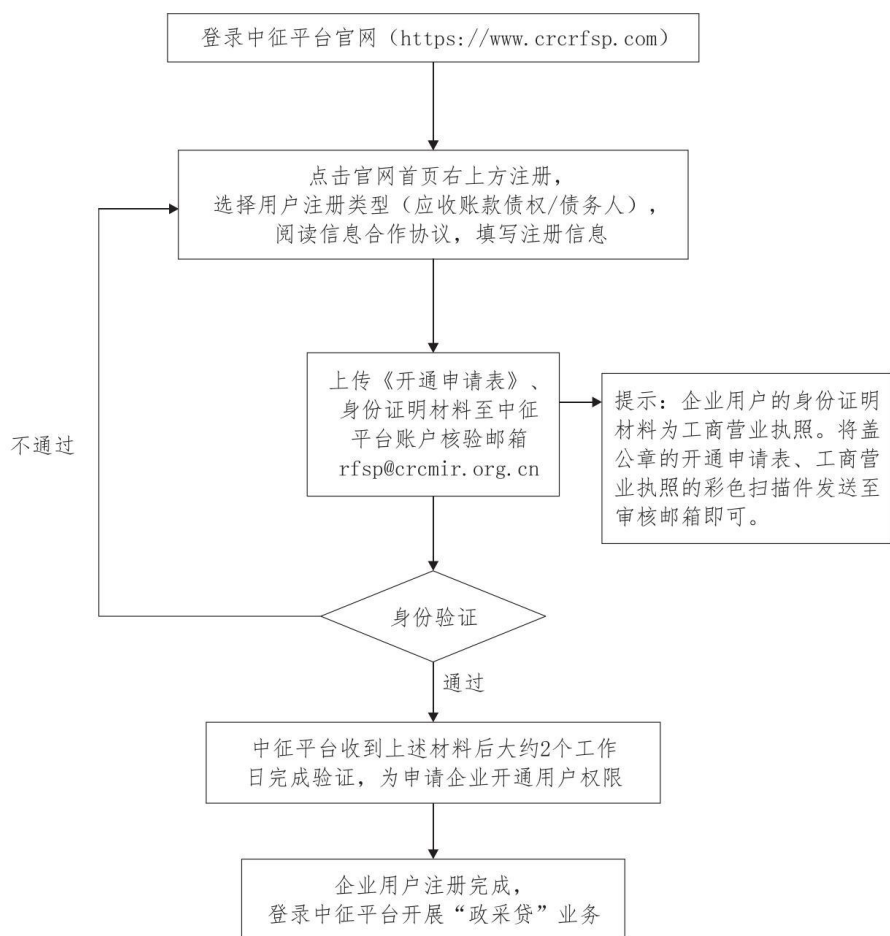 登录中征平台官网（https://www.crcrfsp.com）
点击官网首页右上方注册，
选择用户注册类型（应收账款债权/债务人），
阅读信息合作协议，填写注册信息
上传《开通申请表》、
身份证明材料至中征
平台账户核验邮箱
rfsp@crcmir.org.cn
提示：企业用户的身份证明
材料为工商营业执照。将盖
公章的开通申请表、工商营
业执照的彩色扫描件发送至
审核邮箱即可。
不通过
身份验证
通过
中征平台收到上述材料后大约2个工作
日完成验证，为申请企业开通用户权限
企业用户注册完成，
登录中征平台开展“政采贷”业务